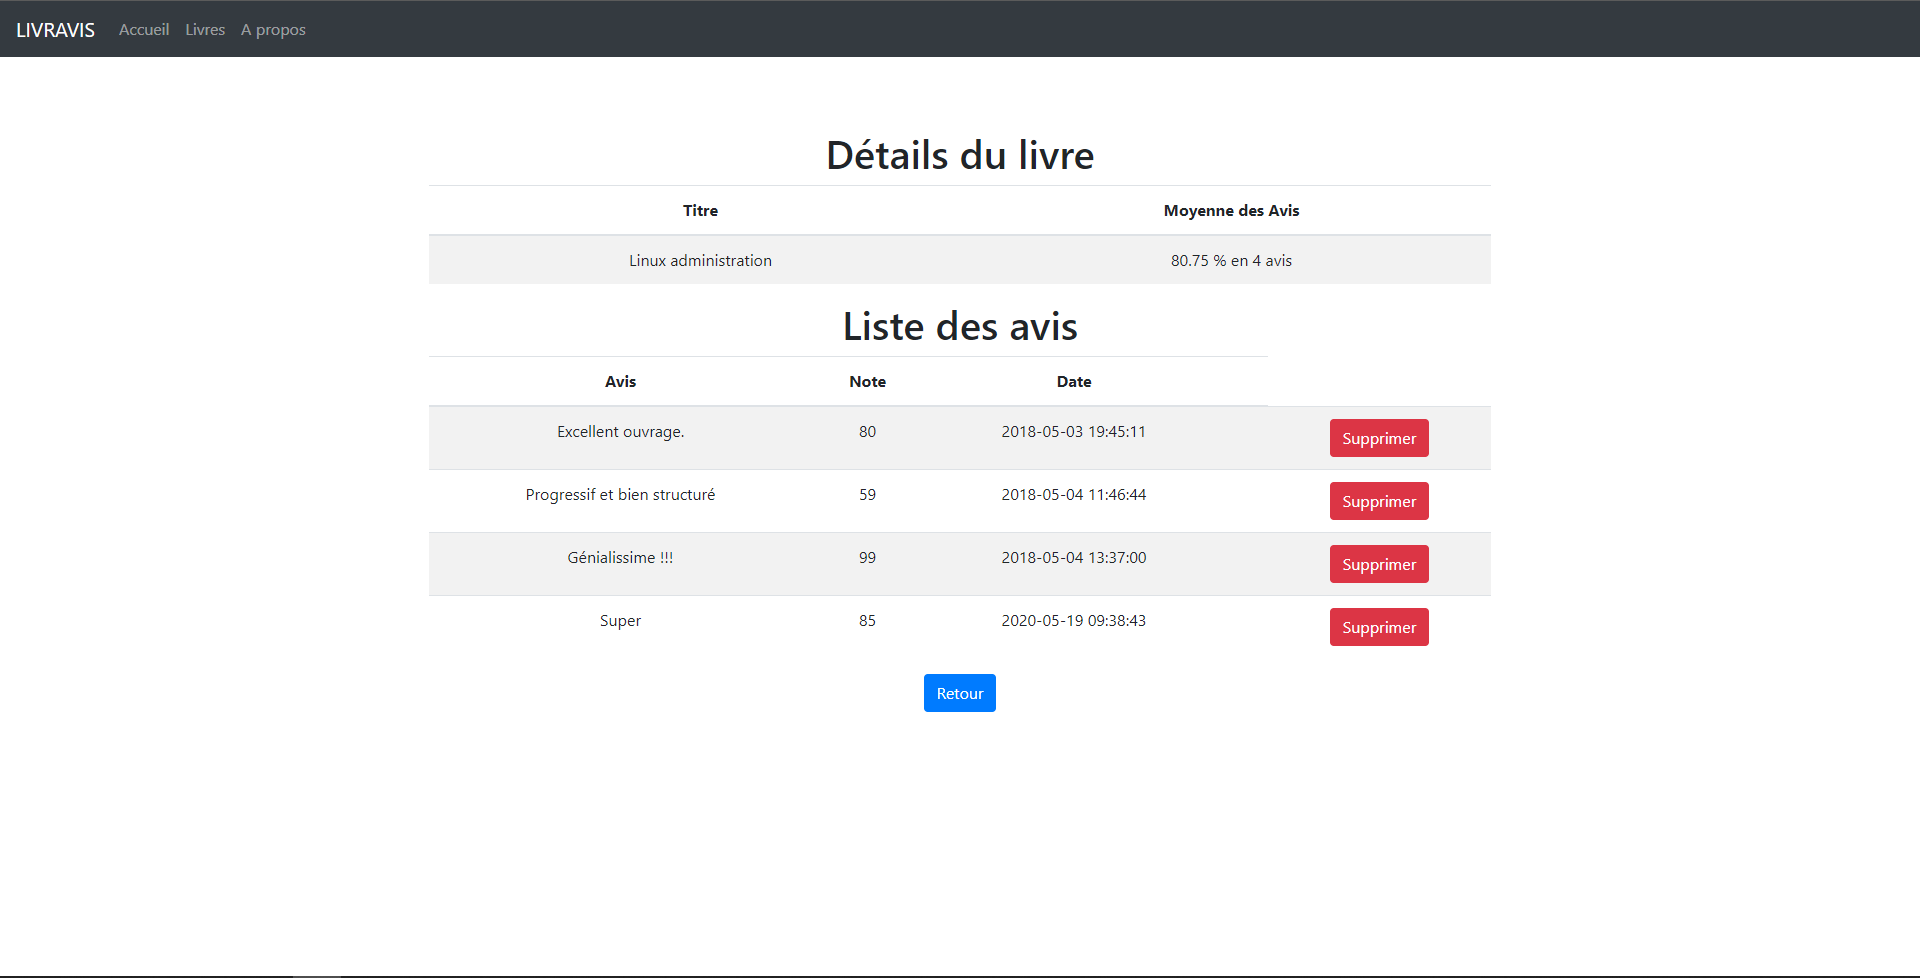 LIVRAVIS Accueil Livres A propos
Détails du livre
Titre Moyenne des Avis
Linux administration 80.75 % en 4 avis
Liste des avis
Avis Note Date
Excellent ouvrage. 80 2018-05-03 19:45:11 Supprimer
Progressif et bien structuré 59 2018-05-04 11:46:44 Supprimer
Génialissime !!! 99 2018-05-04 13:37:00 Supprimer
Super 85 2020-05-19 09:38:43 Supprimer
Retour